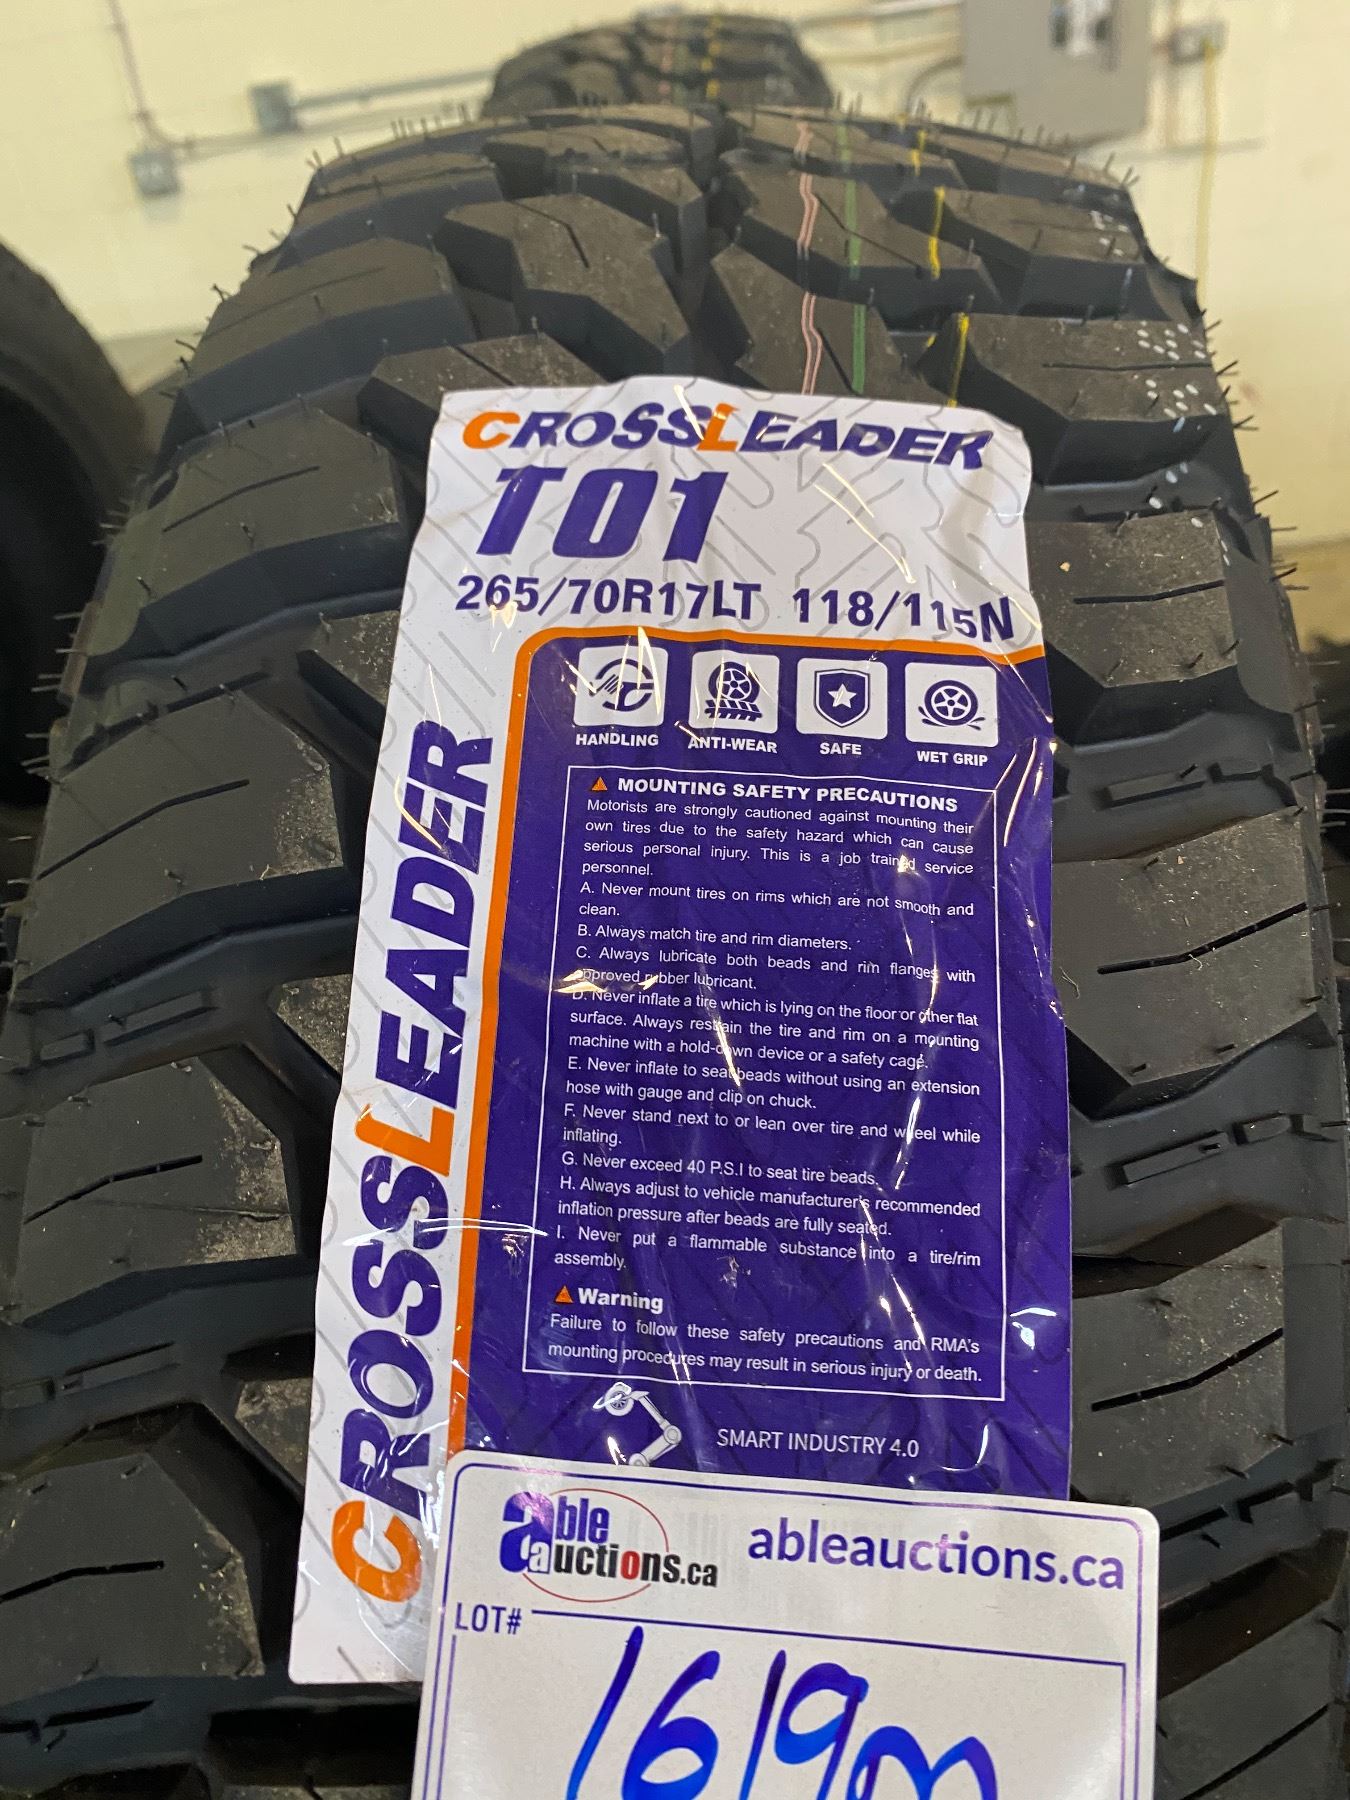 CROSSLEADER
T01
265/70R17LT 118/115N
HANDLING ANTI-WEAR SAFE WET GRIP
CROSSLEADER
MOUNTING SAFETY PRECAUTIONS
Motorists are strongly cautioned against mounting their
own tires due to the safety hazard which can cause
serious personal injury. This is a job trained service
personnel.
A. Never mount tires on rims which are not smooth and
clean.
B. Always match tire and rim diameters.
C. Always lubricate both beads and rim flanges with
approved rubber lubricant.
D. Never inflate a tire which is lying on the floor or other flat
surface. Always restrain the tire and rim on a mounting
machine with a hold-down device or a safety cage.
E. Never inflate to seat beads without using an extension
hose with gauge and clip on chuck.
F. Never stand next to or lean over tire and wheel while
inflating.
G. Never exceed 40 P.S.I to seat tire beads.
H. Always adjust to vehicle manufacturer's recommended
inflation pressure after beads are fully seated.
I. Never put a flammable substance into a tire/rim
assembly.
Warning
Failure to follow these safety precautions and RMA's
mounting procedures may result in serious injury or death.
SMART INDUSTRY 4.0
able
auctions.ca
ableauctions.ca
LOT#
1619m